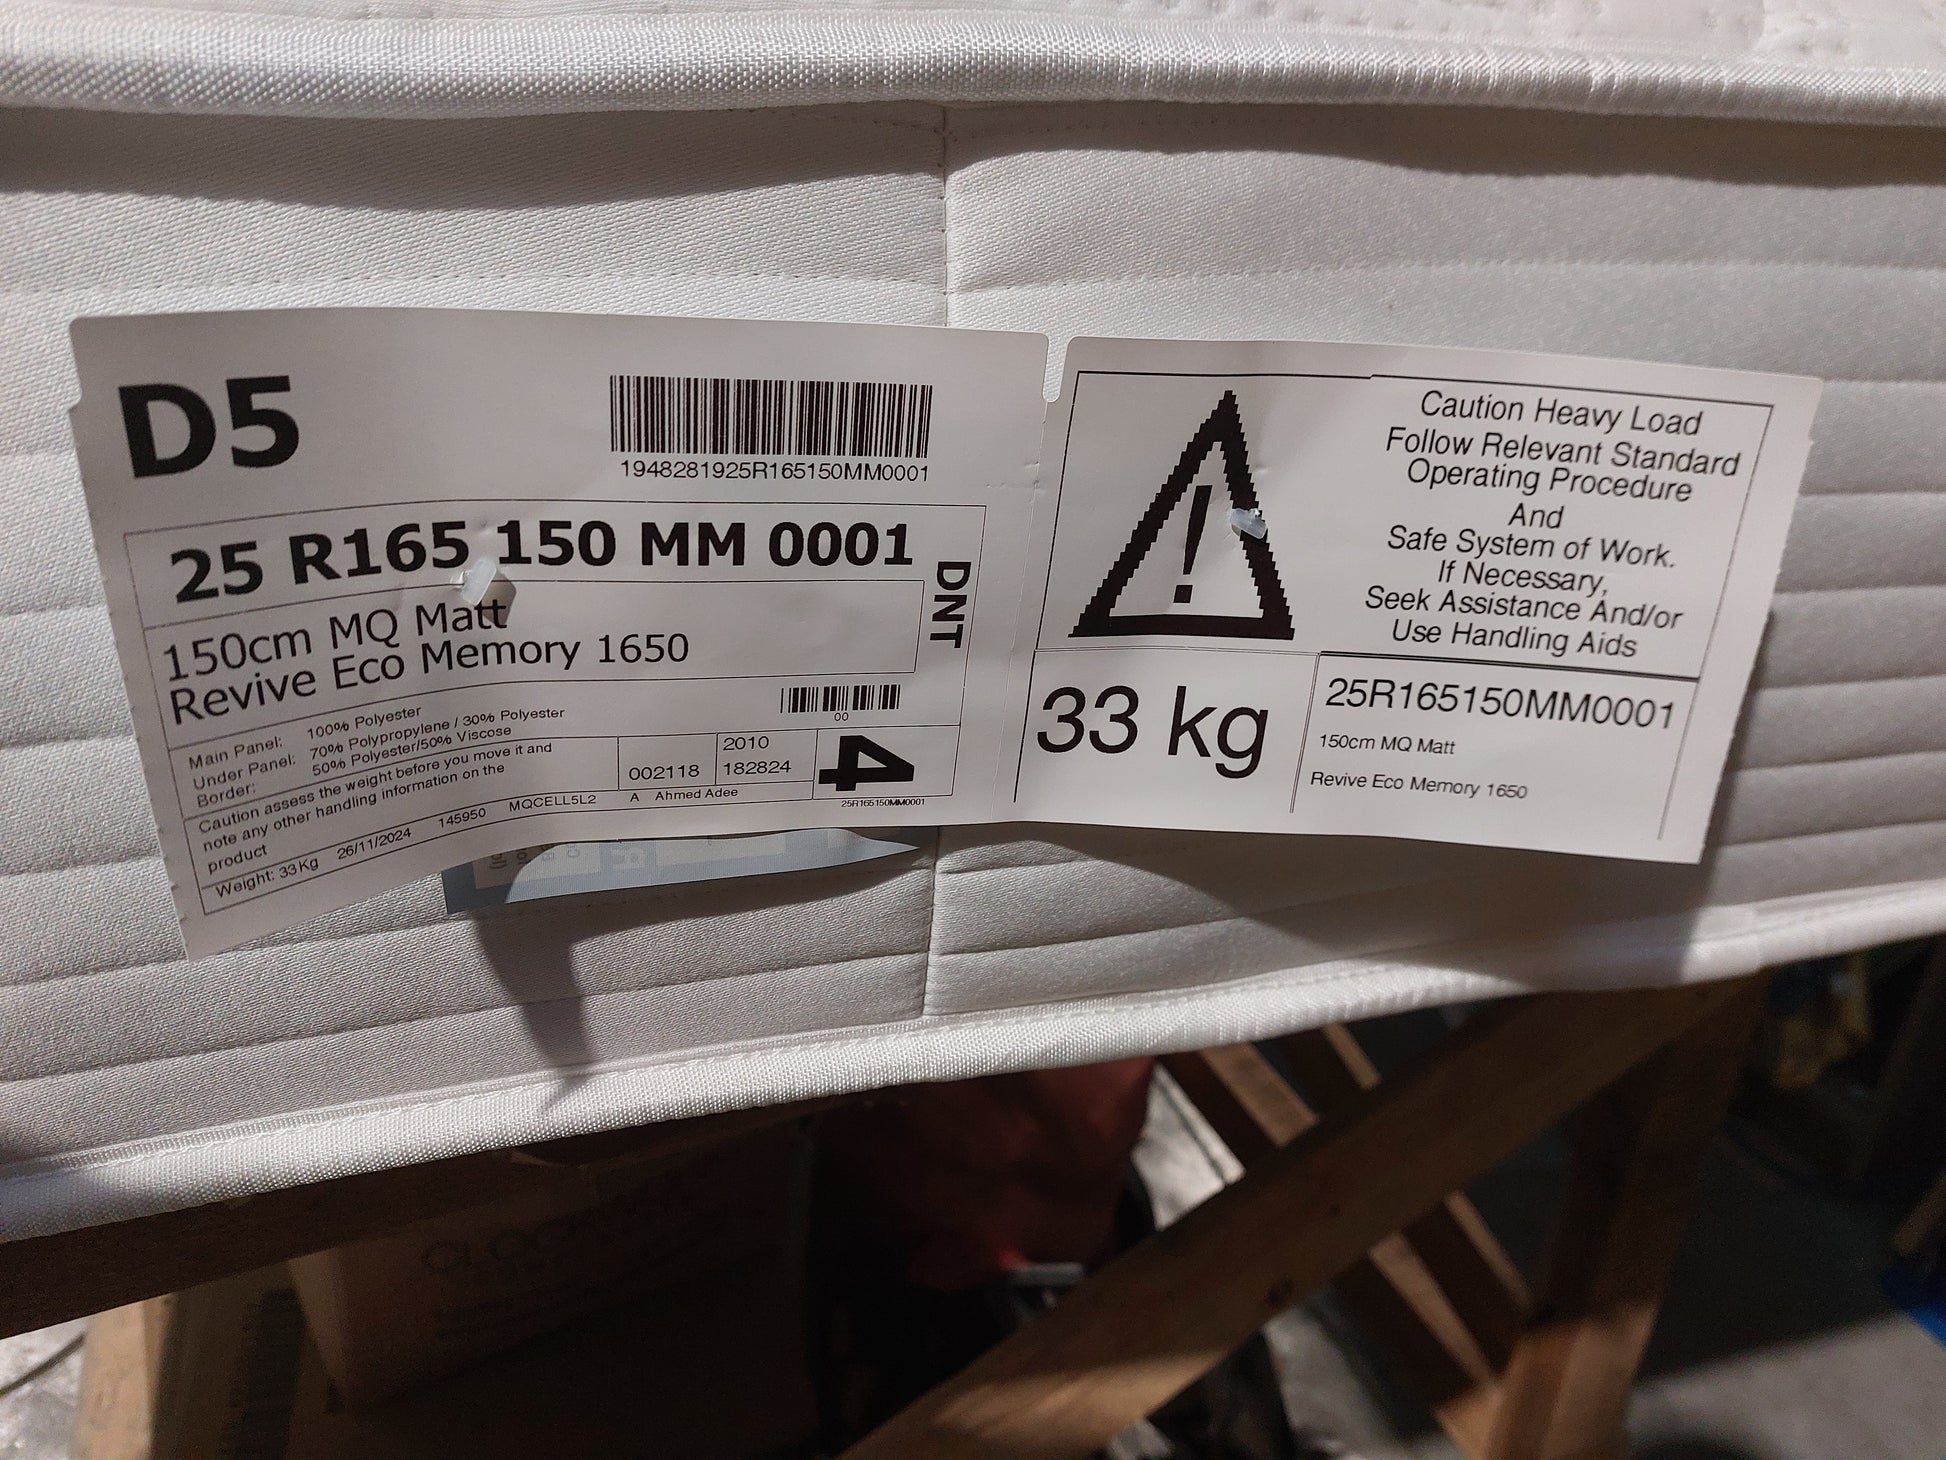 D5
1948281925R165150MM0001
25 R165 150 MM 0001
150cm MQ Matt
Revive Eco Memory 1650
DNT
00
Main Panel: 100% Polyester
Under Panel: 70% Polypropylene / 30% Polyester
Border: 50% Polyester/50% Viscose
Caution assess the weight before you move it and
note any other handling information on the
product
002118
2010
182824
4
Weight: 33Kg 26/11/2024 145950 MQCELL5L2 A Ahmed Adee
25R165150MM0001
!
Caution Heavy Load
Follow Relevant Standard
Operating Procedure
And
Safe System of Work.
If Necessary,
Seek Assistance And/or
Use Handling Aids
33 kg
25R165150MM0001
150cm MQ Matt
Revive Eco Memory 1650